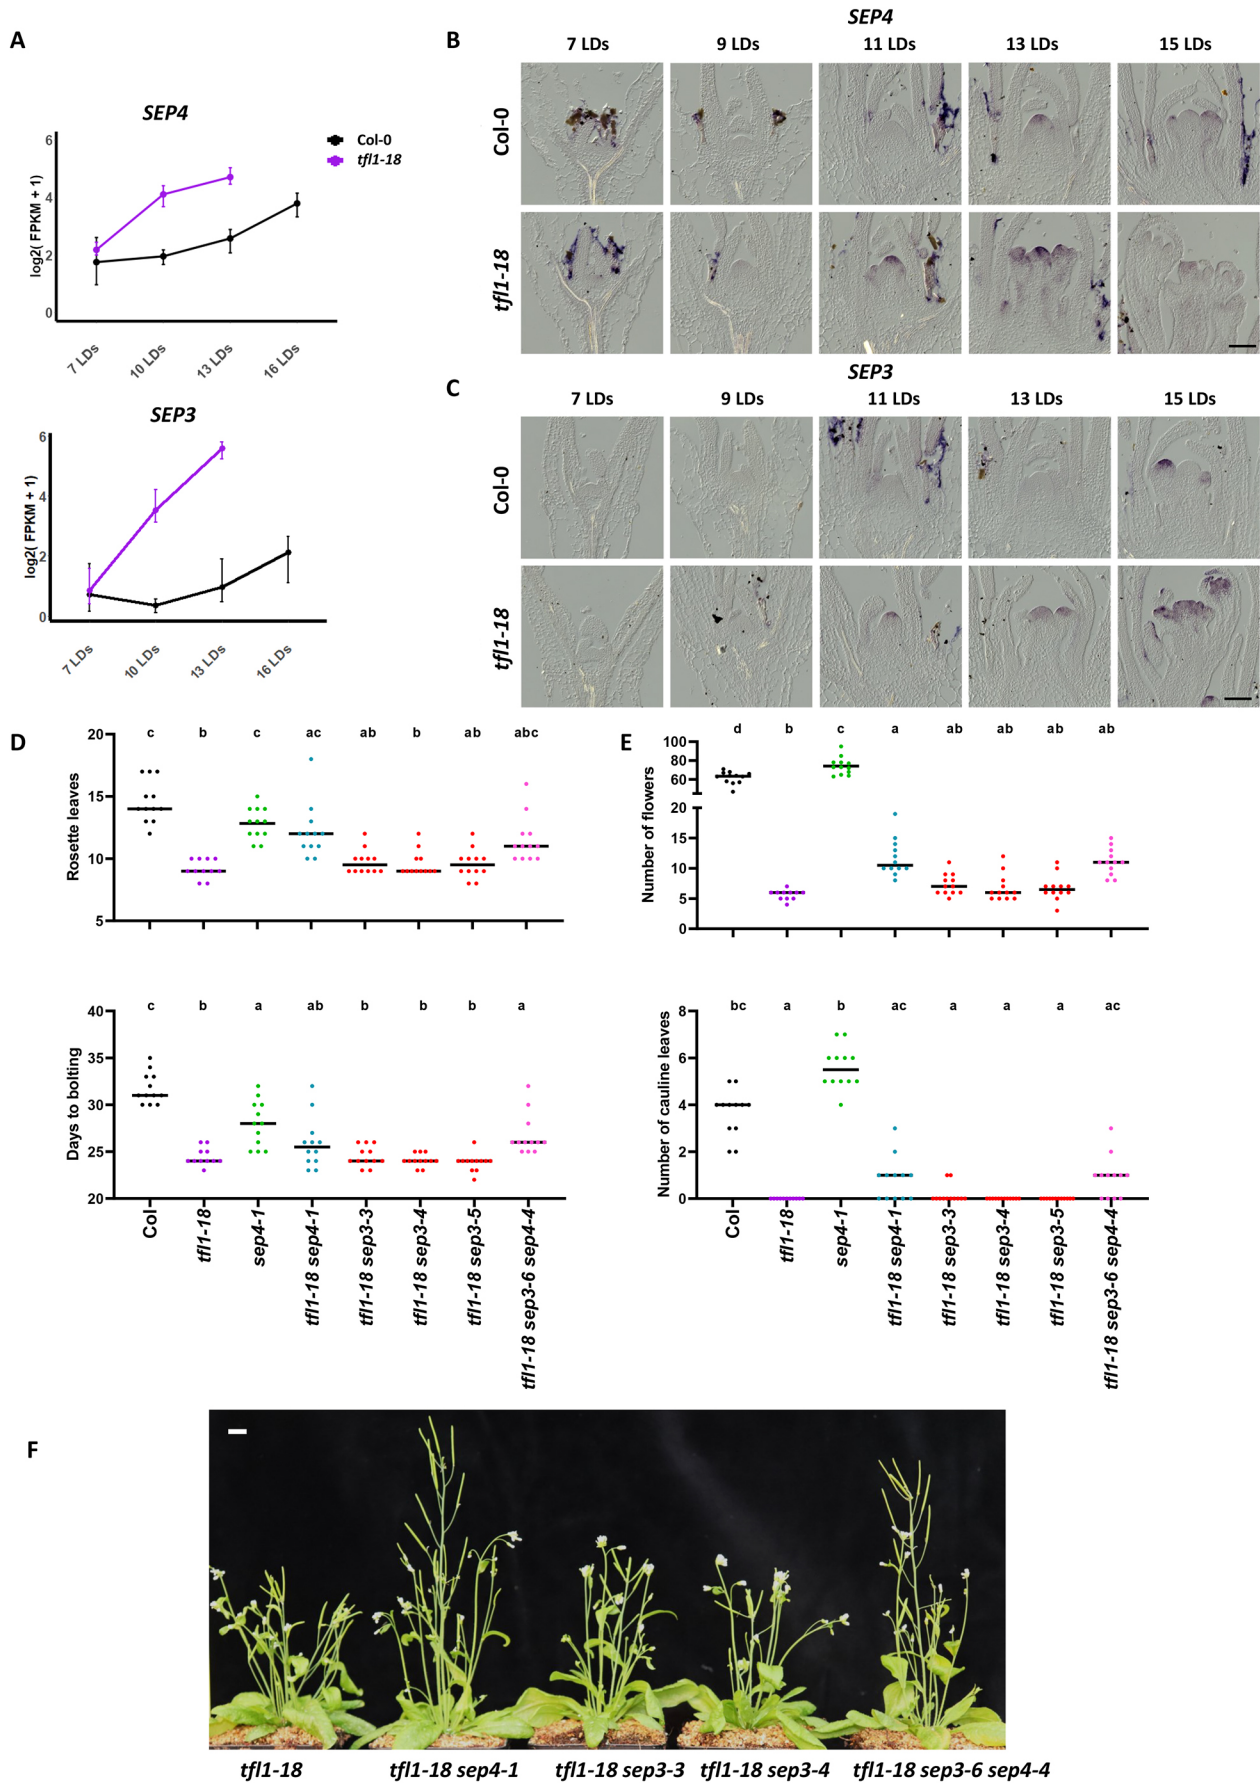 A
SEP4
log2( FPKM + 1)
6
4
2
0
7 LDs
10 LDs
13 LDs
16 LDs
Col-0
tfl1-18
SEP3
log2( FPKM + 1)
6
4
2
0
7 LDs
10 LDs
13 LDs
16 LDs
B
SEP4
7 LDs 9 LDs 11 LDs 13 LDs 15 LDs
Col-0
tfl1-18
C
SEP3
7 LDs 9 LDs 11 LDs 13 LDs 15 LDs
Col-0
tfl1-18
D
c b c ac ab b ab abc
Rosette leaves
20
15
10
5
c b a ab b b b a
Days to bolting
40
35
30
25
20
Col
tfl1-18
sep4-1
tfl1-18 sep4-1
tfl1-18 sep3-3
tfl1-18 sep3-4
tfl1-18 sep3-5
tfl1-18 sep3-6 sep4-4
E
d b c a ab ab ab ab
Number of flowers
100
80
60
20
15
10
5
0
bc a b ac a a a ac
Number of cauline leaves
8
6
4
2
0
Col
tfl1-18
sep4-1
tfl1-18 sep4-1
tfl1-18 sep3-3
tfl1-18 sep3-4
tfl1-18 sep3-5
tfl1-18 sep3-6 sep4-4
F
tfl1-18 tfl1-18 sep4-1 tfl1-18 sep3-3 tfl1-18 sep3-4 tfl1-18 sep3-6 sep4-4